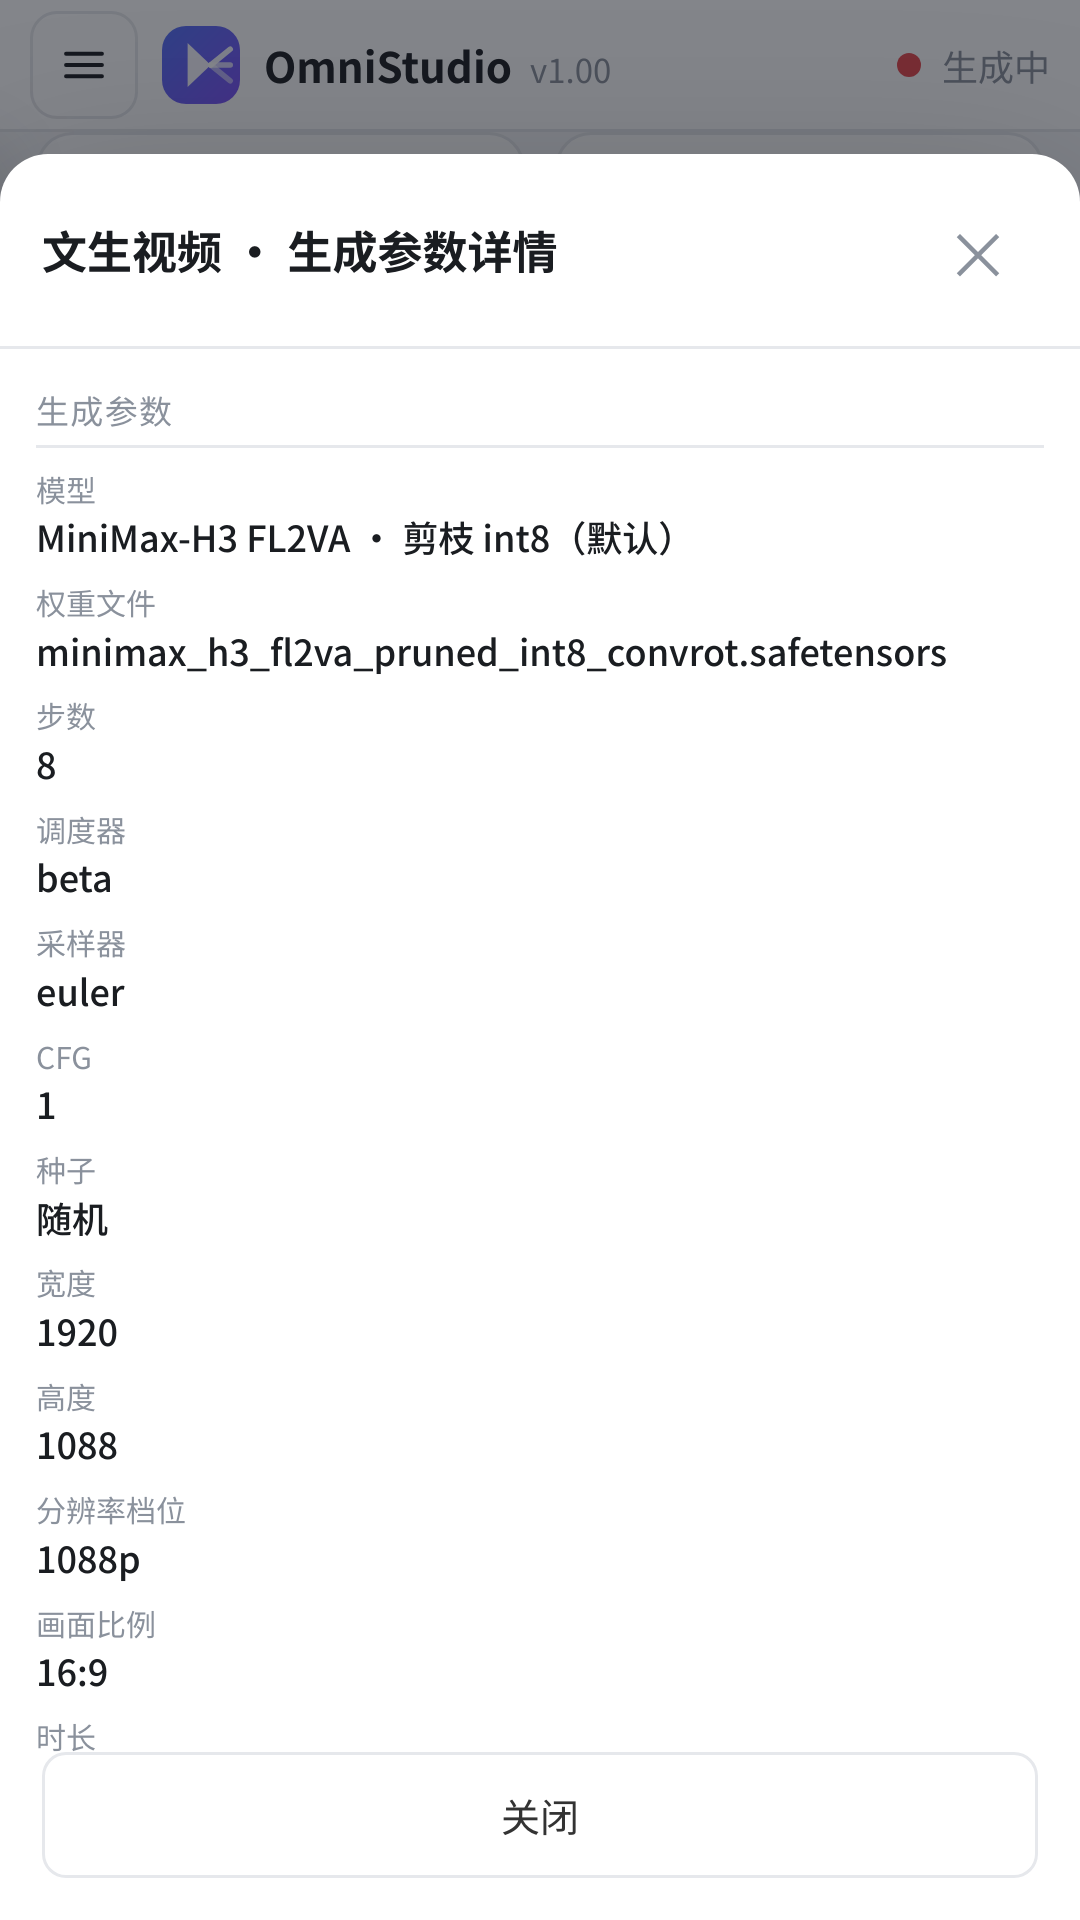 OmniStudio v1.00
生成中
文生视频 · 生成参数详情
生成参数
模型
MiniMax-H3 FL2VA · 剪枝 int8（默认）
权重文件
minimax_h3_fl2va_pruned_int8_convrot.safetensors
步数
8
调度器
beta
采样器
euler
CFG
1
种子
随机
宽度
1920
高度
1088
分辨率档位
1088p
画面比例
16:9
时长
关闭